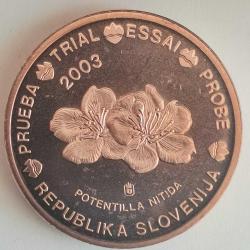 PRUEBA TRIAL ESSAI PROBE
2003
POTENTILLA NITIDA
REPUBLIKA SLOVENIJA